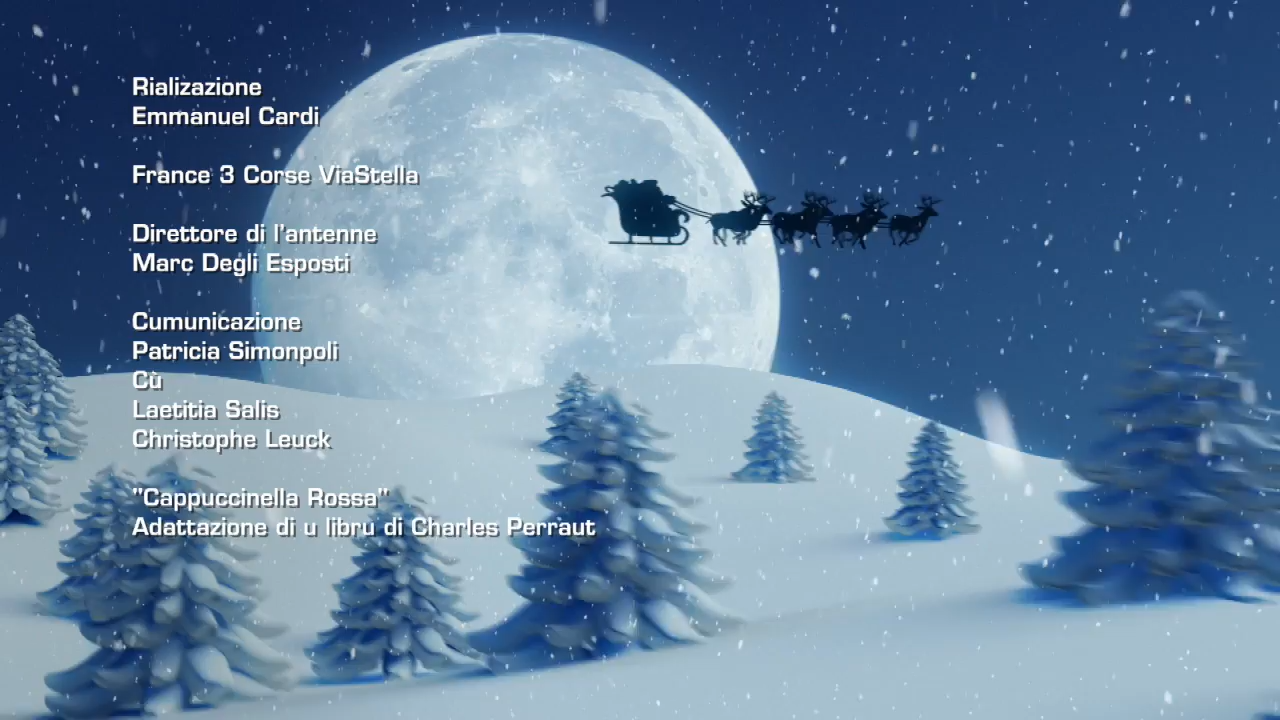 Rializazione
Emmanuel Cardi
France 3 Corse ViaStella
Direttore di l'antenne
Marc Degli Esposti
Cumunicazione
Patricia Simonpoli
Cù
Laetitia Salis
Christophe Leuck
"Cappuccinella Rossa"
Adattazione di u libru di Charles Perraut